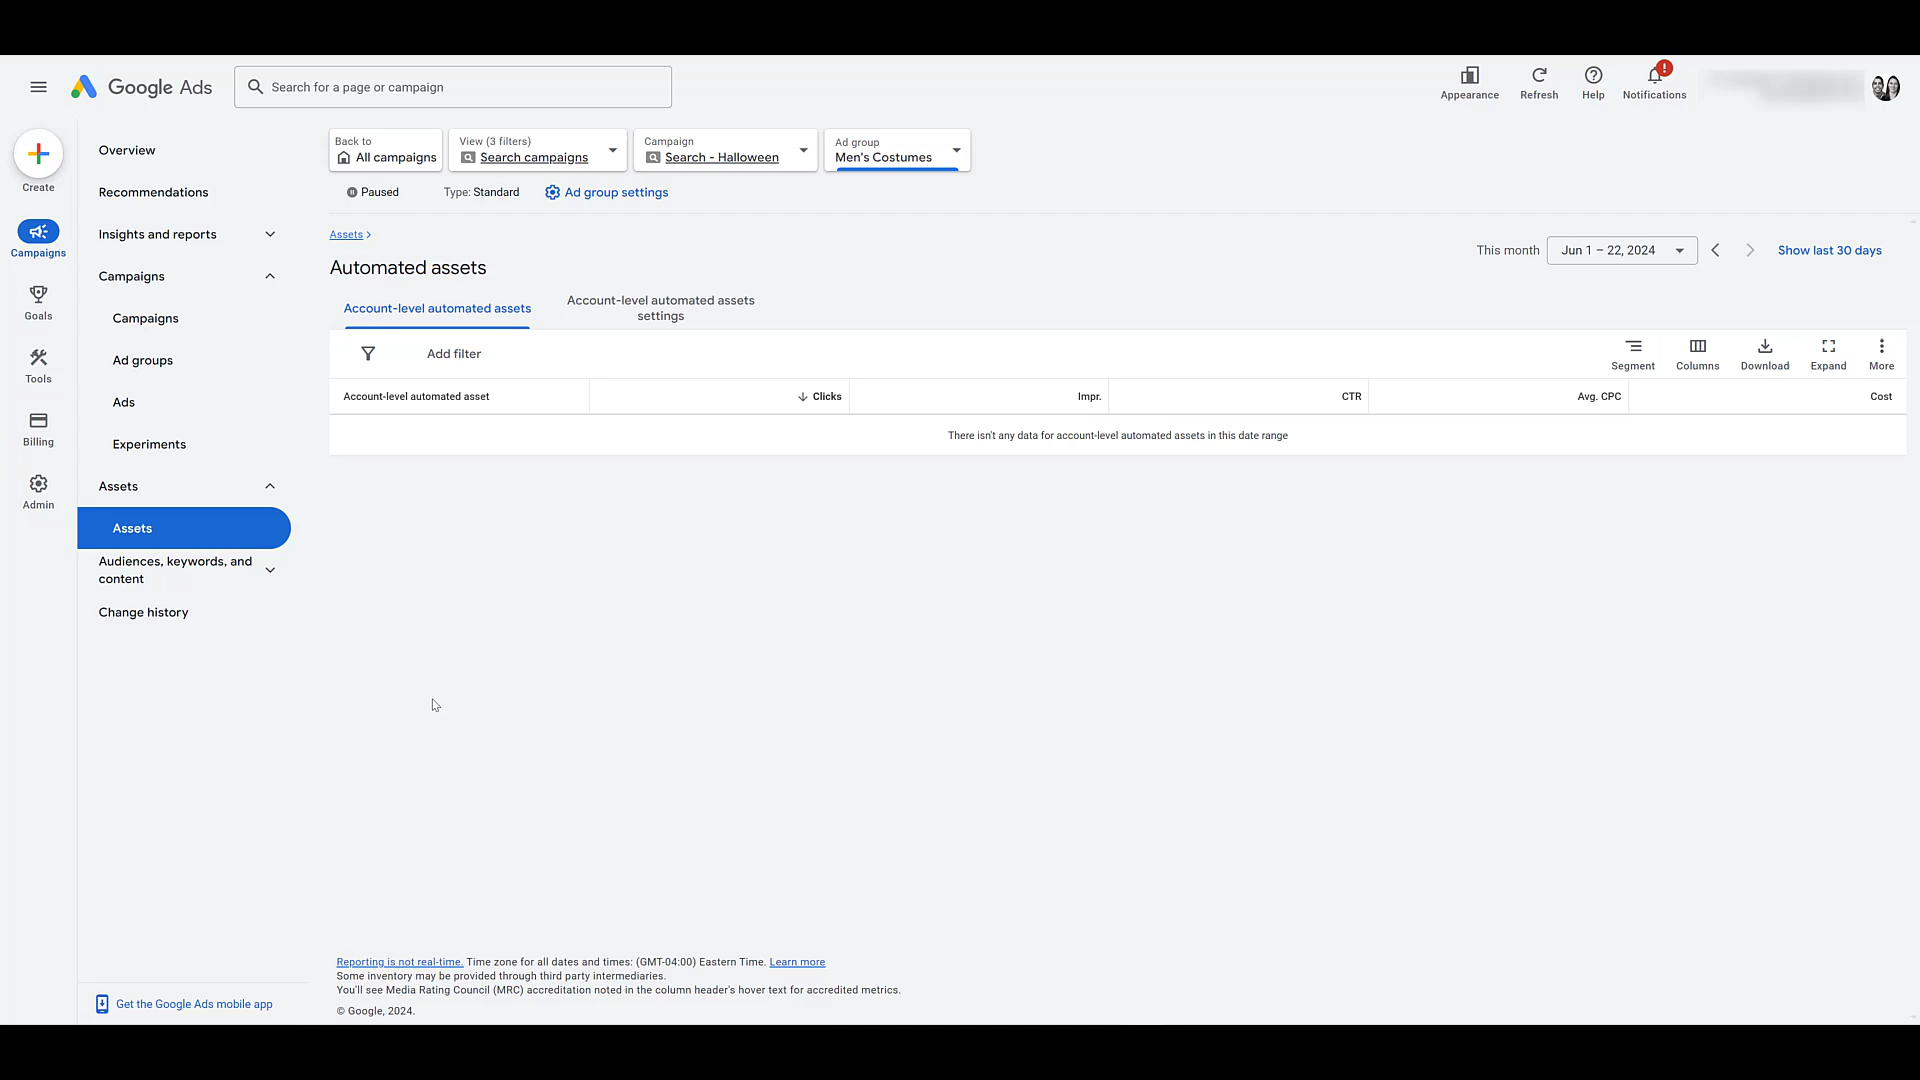 Google Ads
Search for a page or campaign
Appearance
Refresh
Help
!
Notifications
Create
Campaigns
Goals
Tools
Billing
Admin
Overview
Recommendations
Insights and reports
Campaigns
Campaigns
Ad groups
Ads
Experiments
Assets
Assets
Audiences, keywords, and
content
Change history
Get the Google Ads mobile app
Back to
All campaigns
View (3 filters)
Search campaigns
Campaign
Search - Halloween
Ad group
Men's Costumes
Paused
Type: Standard
Ad group settings
Assets >
Automated assets
This month
Jun 1 – 22, 2024
Show last 30 days
Account-level automated assets
Account-level automated assets
settings
Add filter
Segment
Columns
Download
Expand
More
Account-level automated asset
Clicks
Impr.
CTR
Avg. CPC
Cost
There isn't any data for account-level automated assets in this date range
Reporting is not real-time. Time zone for all dates and times: (GMT-04:00) Eastern Time. Learn more
Some inventory may be provided through third party intermediaries.
You'll see Media Rating Council (MRC) accreditation noted in the column header's hover text for accredited metrics.
© Google, 2024.